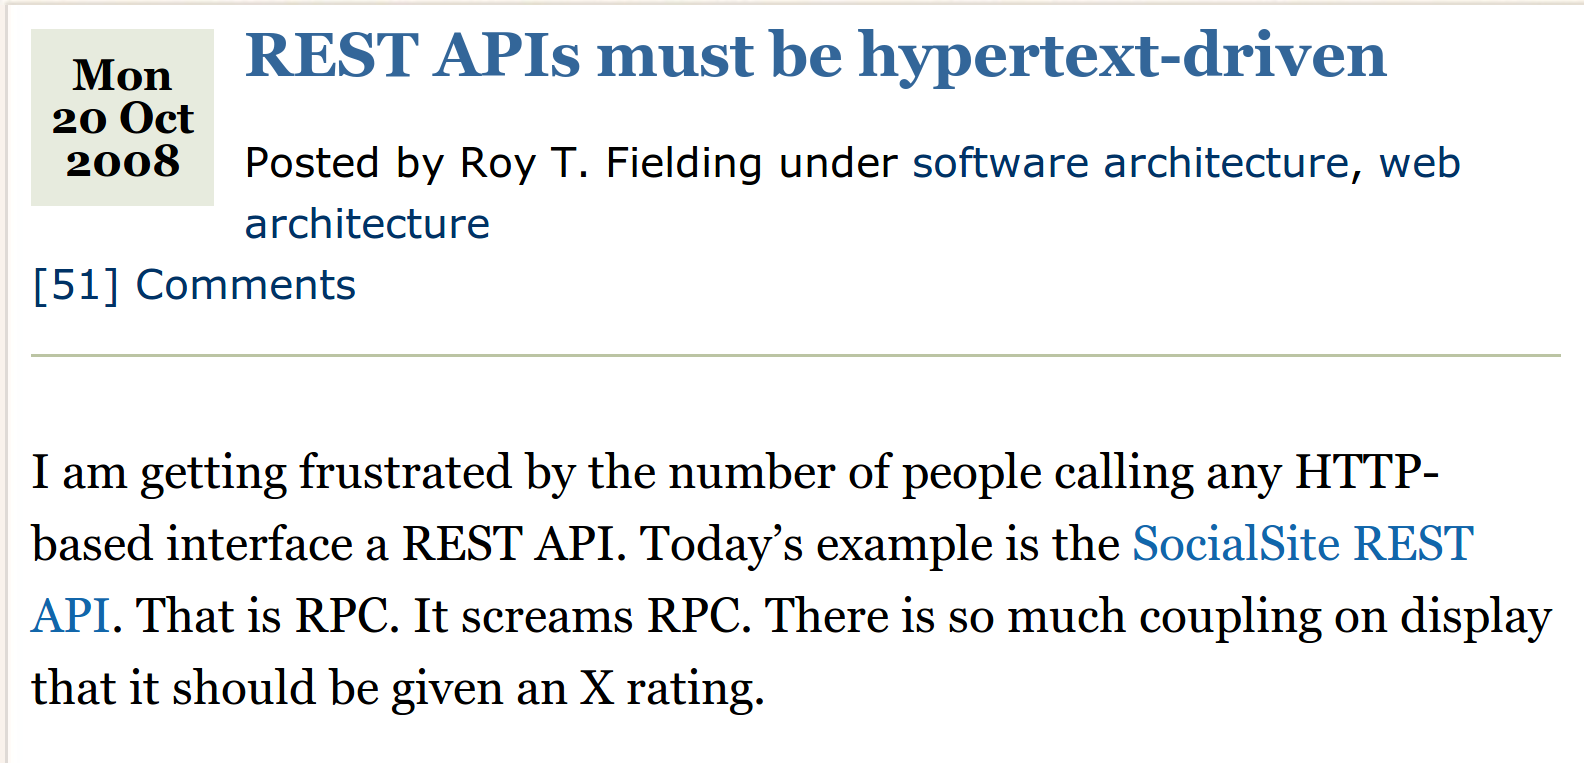 Mon
20 Oct
2008
REST APIs must be hypertext-driven
Posted by Roy T. Fielding under software architecture, web
architecture
[51] Comments
I am getting frustrated by the number of people calling any HTTP-
based interface a REST API. Today’s example is the SocialSite REST
API. That is RPC. It screams RPC. There is so much coupling on display
that it should be given an X rating.